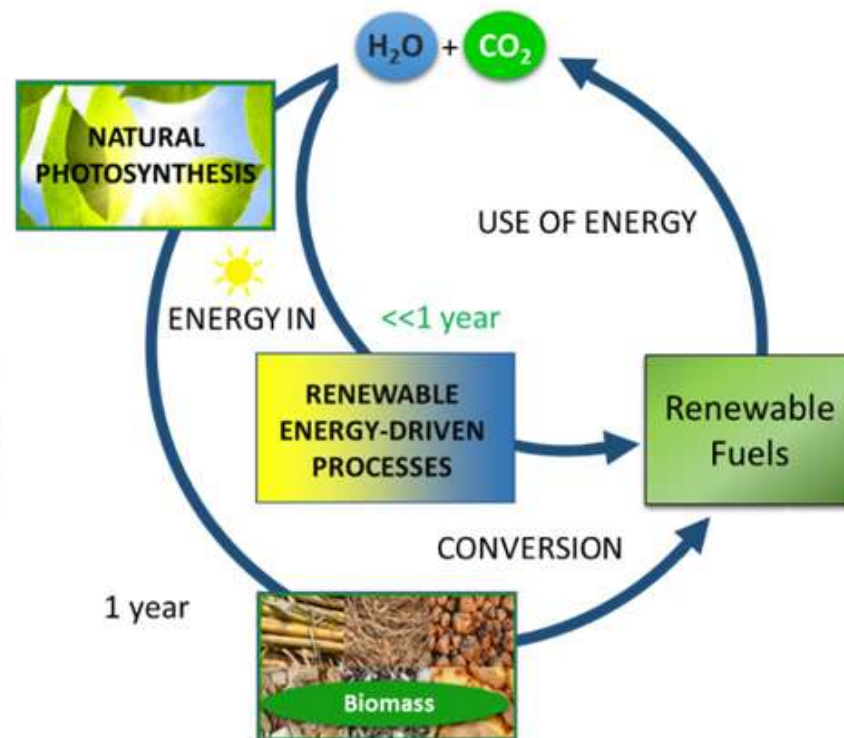 H₂O + CO₂
NATURAL
PHOTOSYNTHESIS
USE OF ENERGY
ENERGY IN
<<1 year
RENEWABLE
ENERGY-DRIVEN
PROCESSES
Renewable
Fuels
CONVERSION
1 year
Biomass